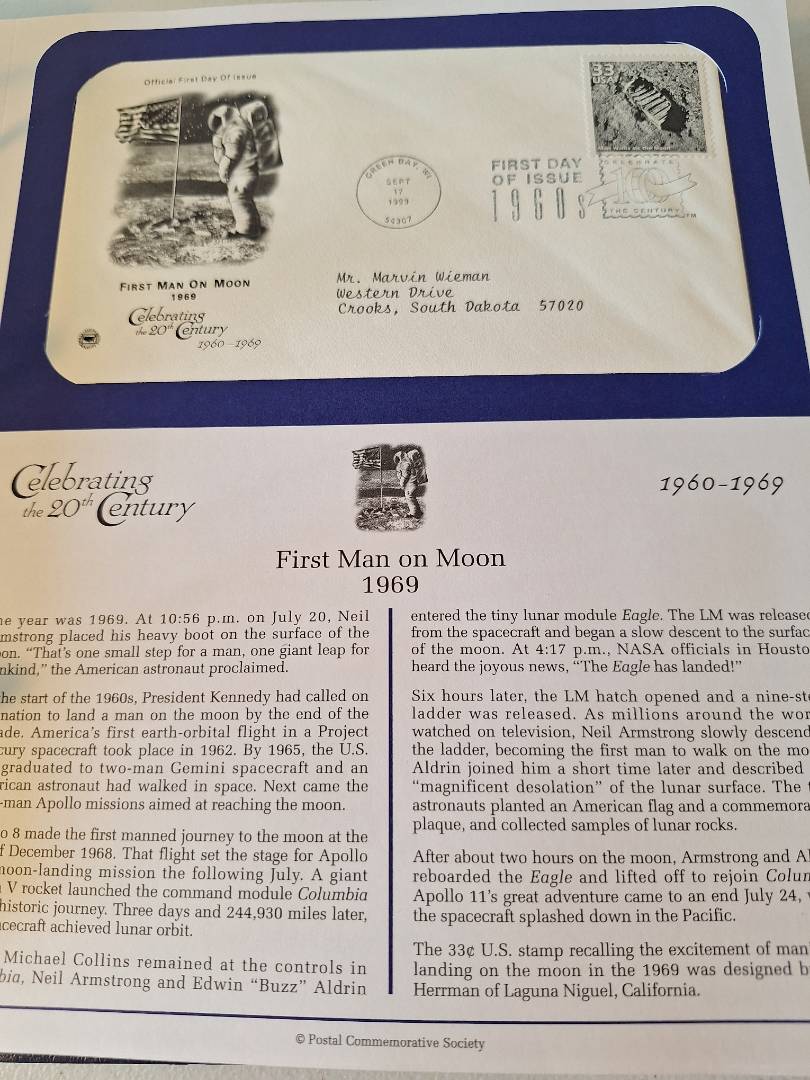 Official First Day Of Issue
33
USA
Man Walks on the Moon
GREEN BAY, WI
SEPT
17
1999
54307
FIRST DAY
OF ISSUE
1960s
CELEBRATE
100
THE CENTURY
TM
FIRST MAN ON MOON
1969
Celebrating
the 20th Century
1960-1969
Mr. Marvin Wieman
Western Drive
Crooks, South Dakota 57020
Celebrating
the 20th Century
1960-1969
First Man on Moon
1969
he year was 1969. At 10:56 p.m. on July 20, Neil
mstrong placed his heavy boot on the surface of the
oon. “That’s one small step for a man, one giant leap for
nkind,” the American astronaut proclaimed.
he start of the 1960s, President Kennedy had called on
nation to land a man on the moon by the end of the
ade. America’s first earth-orbital flight in a Project
cury spacecraft took place in 1962. By 1965, the U.S.
graduated to two-man Gemini spacecraft and an
rican astronaut had walked in space. Next came the
-man Apollo missions aimed at reaching the moon.
o 8 made the first manned journey to the moon at the
f December 1968. That flight set the stage for Apollo
moon-landing mission the following July. A giant
V rocket launched the command module Columbia
historic journey. Three days and 244,930 miles later,
acecraft achieved lunar orbit.
Michael Collins remained at the controls in
bia, Neil Armstrong and Edwin “Buzz” Aldrin
entered the tiny lunar module Eagle. The LM was release
from the spacecraft and began a slow descent to the surfac
of the moon. At 4:17 p.m., NASA officials in Housto
heard the joyous news, “The Eagle has landed!”
Six hours later, the LM hatch opened and a nine-ste
ladder was released. As millions around the wor
watched on television, Neil Armstrong slowly descend
the ladder, becoming the first man to walk on the mo
Aldrin joined him a short time later and described
“magnificent desolation” of the lunar surface. The t
astronauts planted an American flag and a commemora
plaque, and collected samples of lunar rocks.
After about two hours on the moon, Armstrong and Al
reboarded the Eagle and lifted off to rejoin Colum
Apollo 11’s great adventure came to an end July 24,
the spacecraft splashed down in the Pacific.
The 33¢ U.S. stamp recalling the excitement of man
landing on the moon in the 1969 was designed b
Herrman of Laguna Niguel, California.
© Postal Commemorative Society